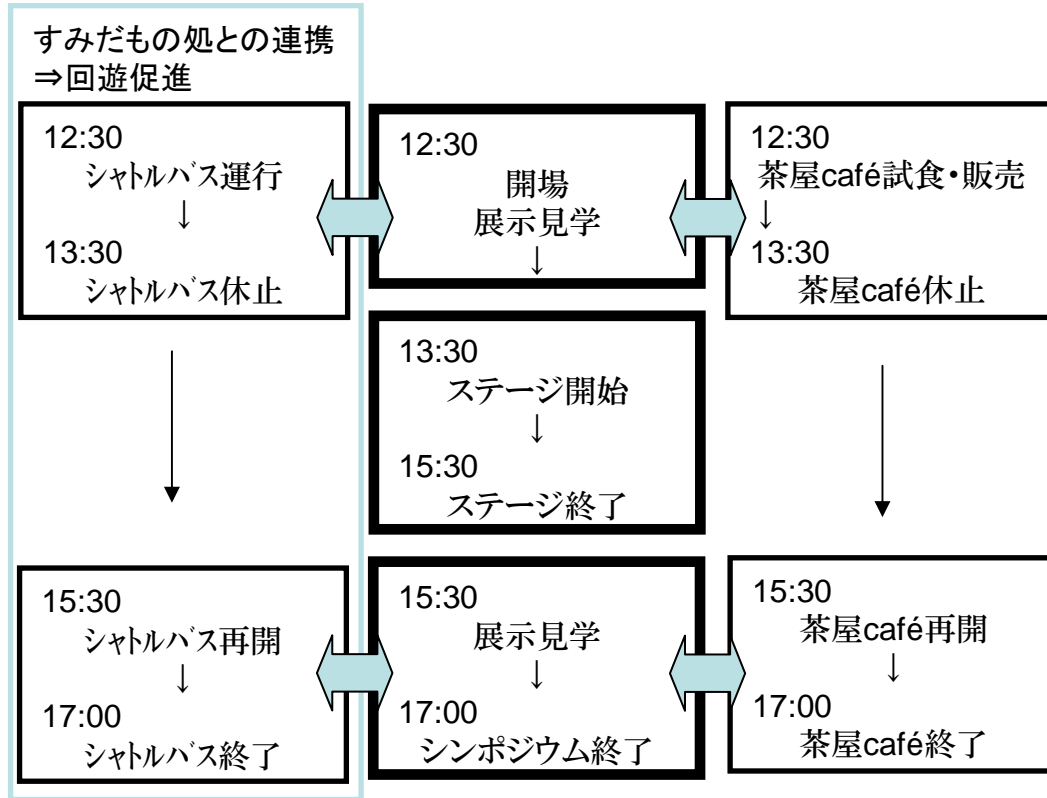 すみだもの処との連携
⇒回遊促進
12:30
シャトルバス運行
↓
13:30
シャトルバス休止
12:30
開場
展示見学
↓
12:30
茶屋café試食・販売
↓
13:30
茶屋café休止
13:30
ステージ開始
↓
15:30
ステージ終了
15:30
シャトルバス再開
↓
17:00
シャトルバス終了
15:30
展示見学
↓
17:00
シンポジウム終了
15:30
茶屋café再開
↓
17:00
茶屋café終了